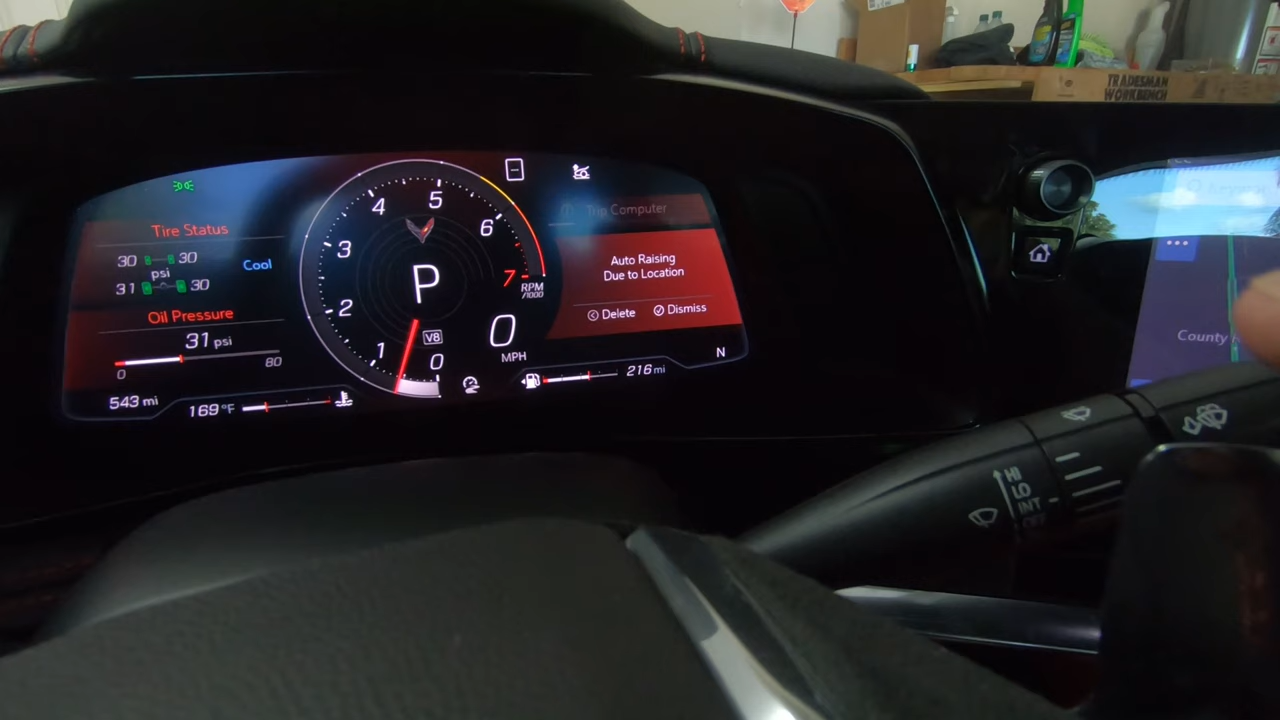 TRADESMAN
WORKBENCH
Tire Status
30 30
psi
31 30
Cool
Oil Pressure
31 psi
0 80
543 mi
169 °F
1
2
3
4
5
6
7
RPM
/1000
P
V8
0
0
MPH
Trip Computer
Auto Raising
Due to Location
Delete Dismiss
216 mi
N
County
HI
LO
INT
OFF